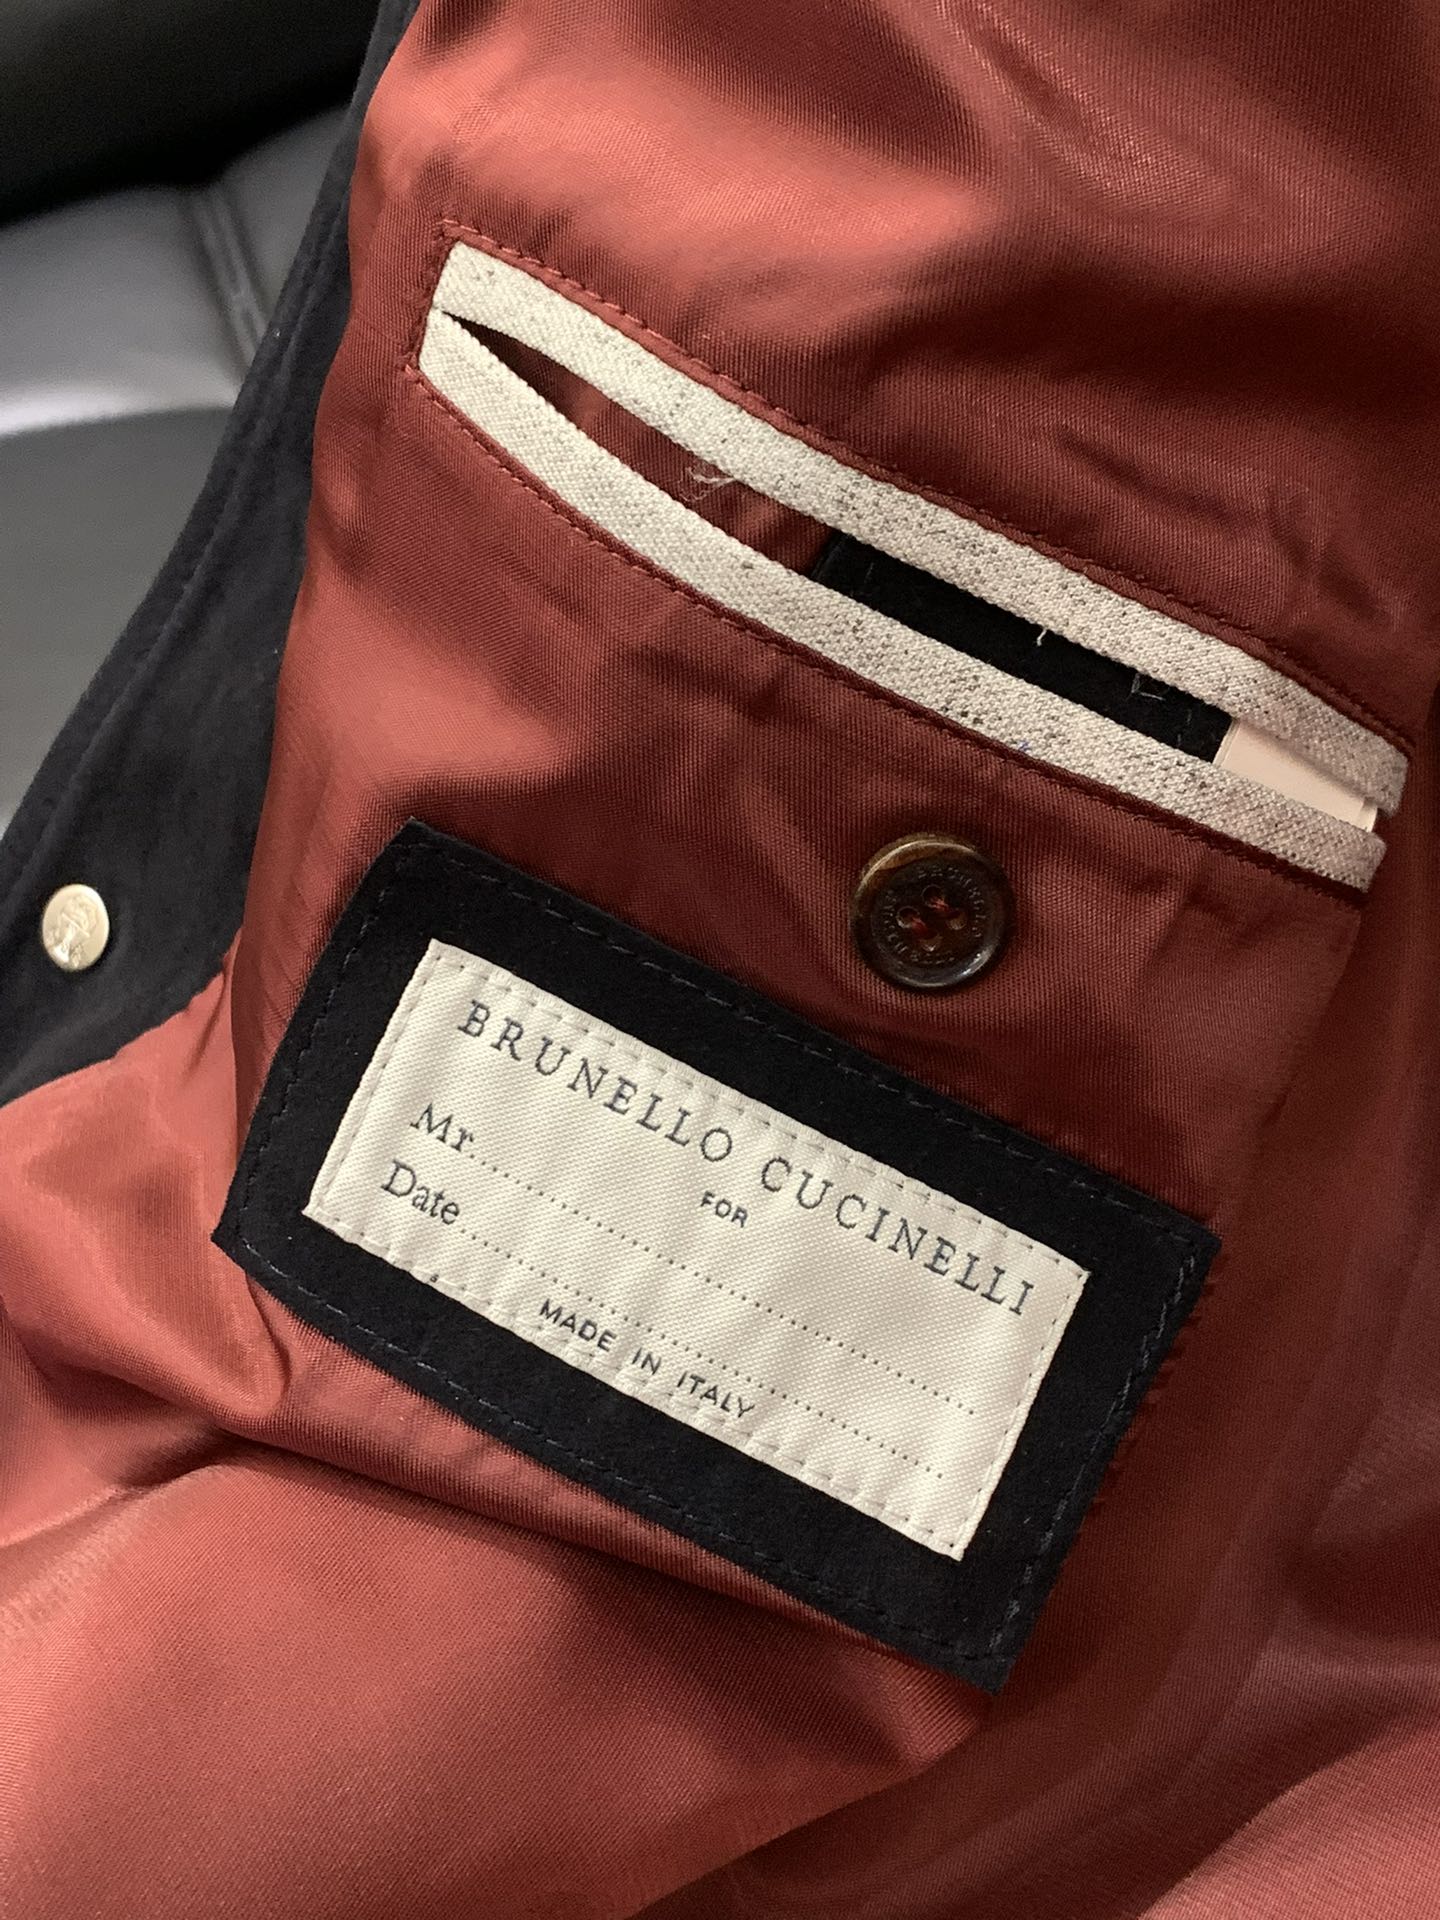 BRUNELLO CUCINELLI
FOR
Mr.
Date
MADE IN ITALY